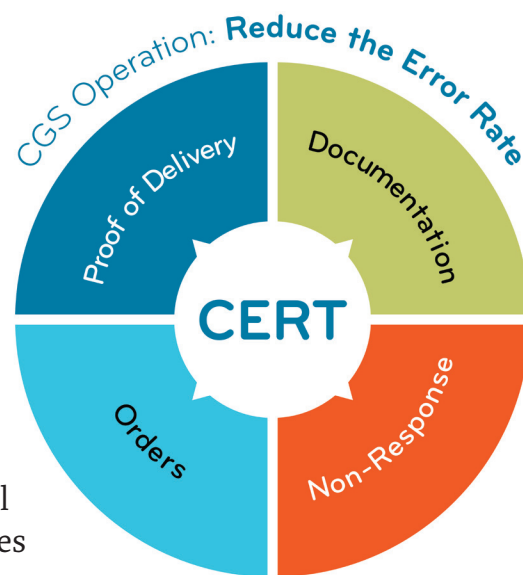 CGS Operation: Reduce the Error Rate
Proof of Delivery
Documentation
CERT
Orders
Non-Response